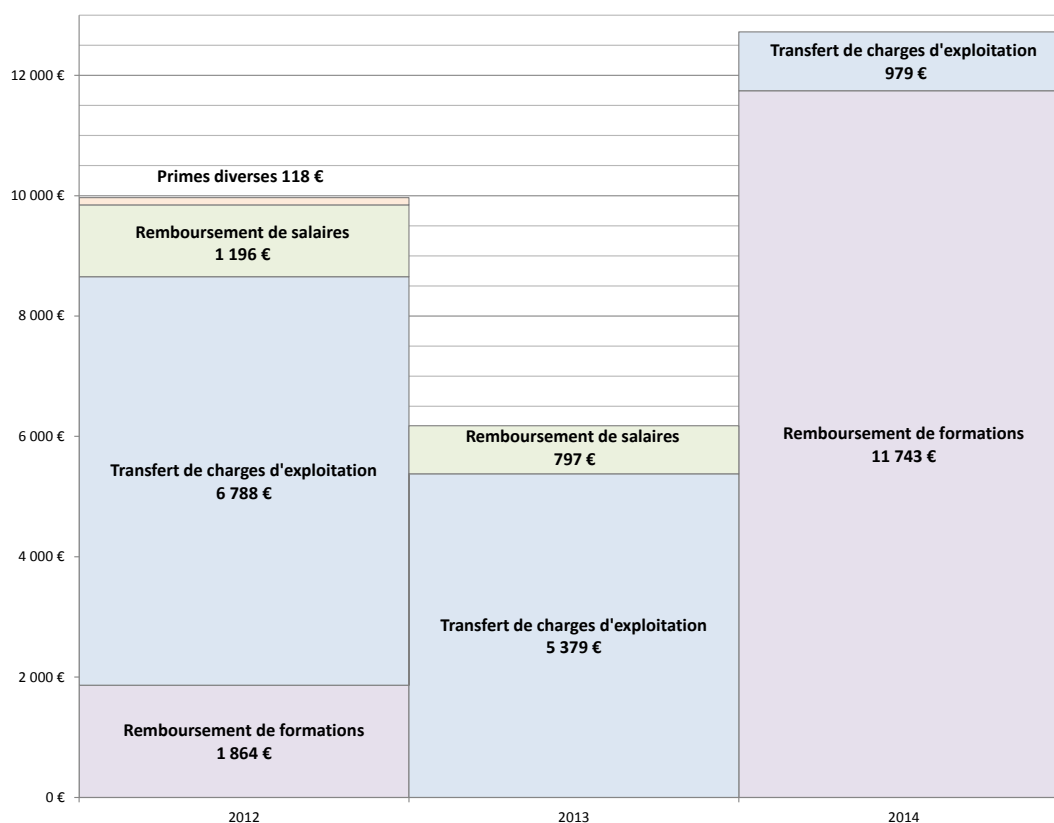 12 000 €
10 000 €
8 000 €
6 000 €
4 000 €
2 000 €
0 €
Primes diverses 118 €
Remboursement de salaires
1 196 €
Transfert de charges d'exploitation
6 788 €
Remboursement de formations
1 864 €
Remboursement de salaires
797 €
Transfert de charges d'exploitation
5 379 €
Transfert de charges d'exploitation
979 €
Remboursement de formations
11 743 €
2012
2013
2014